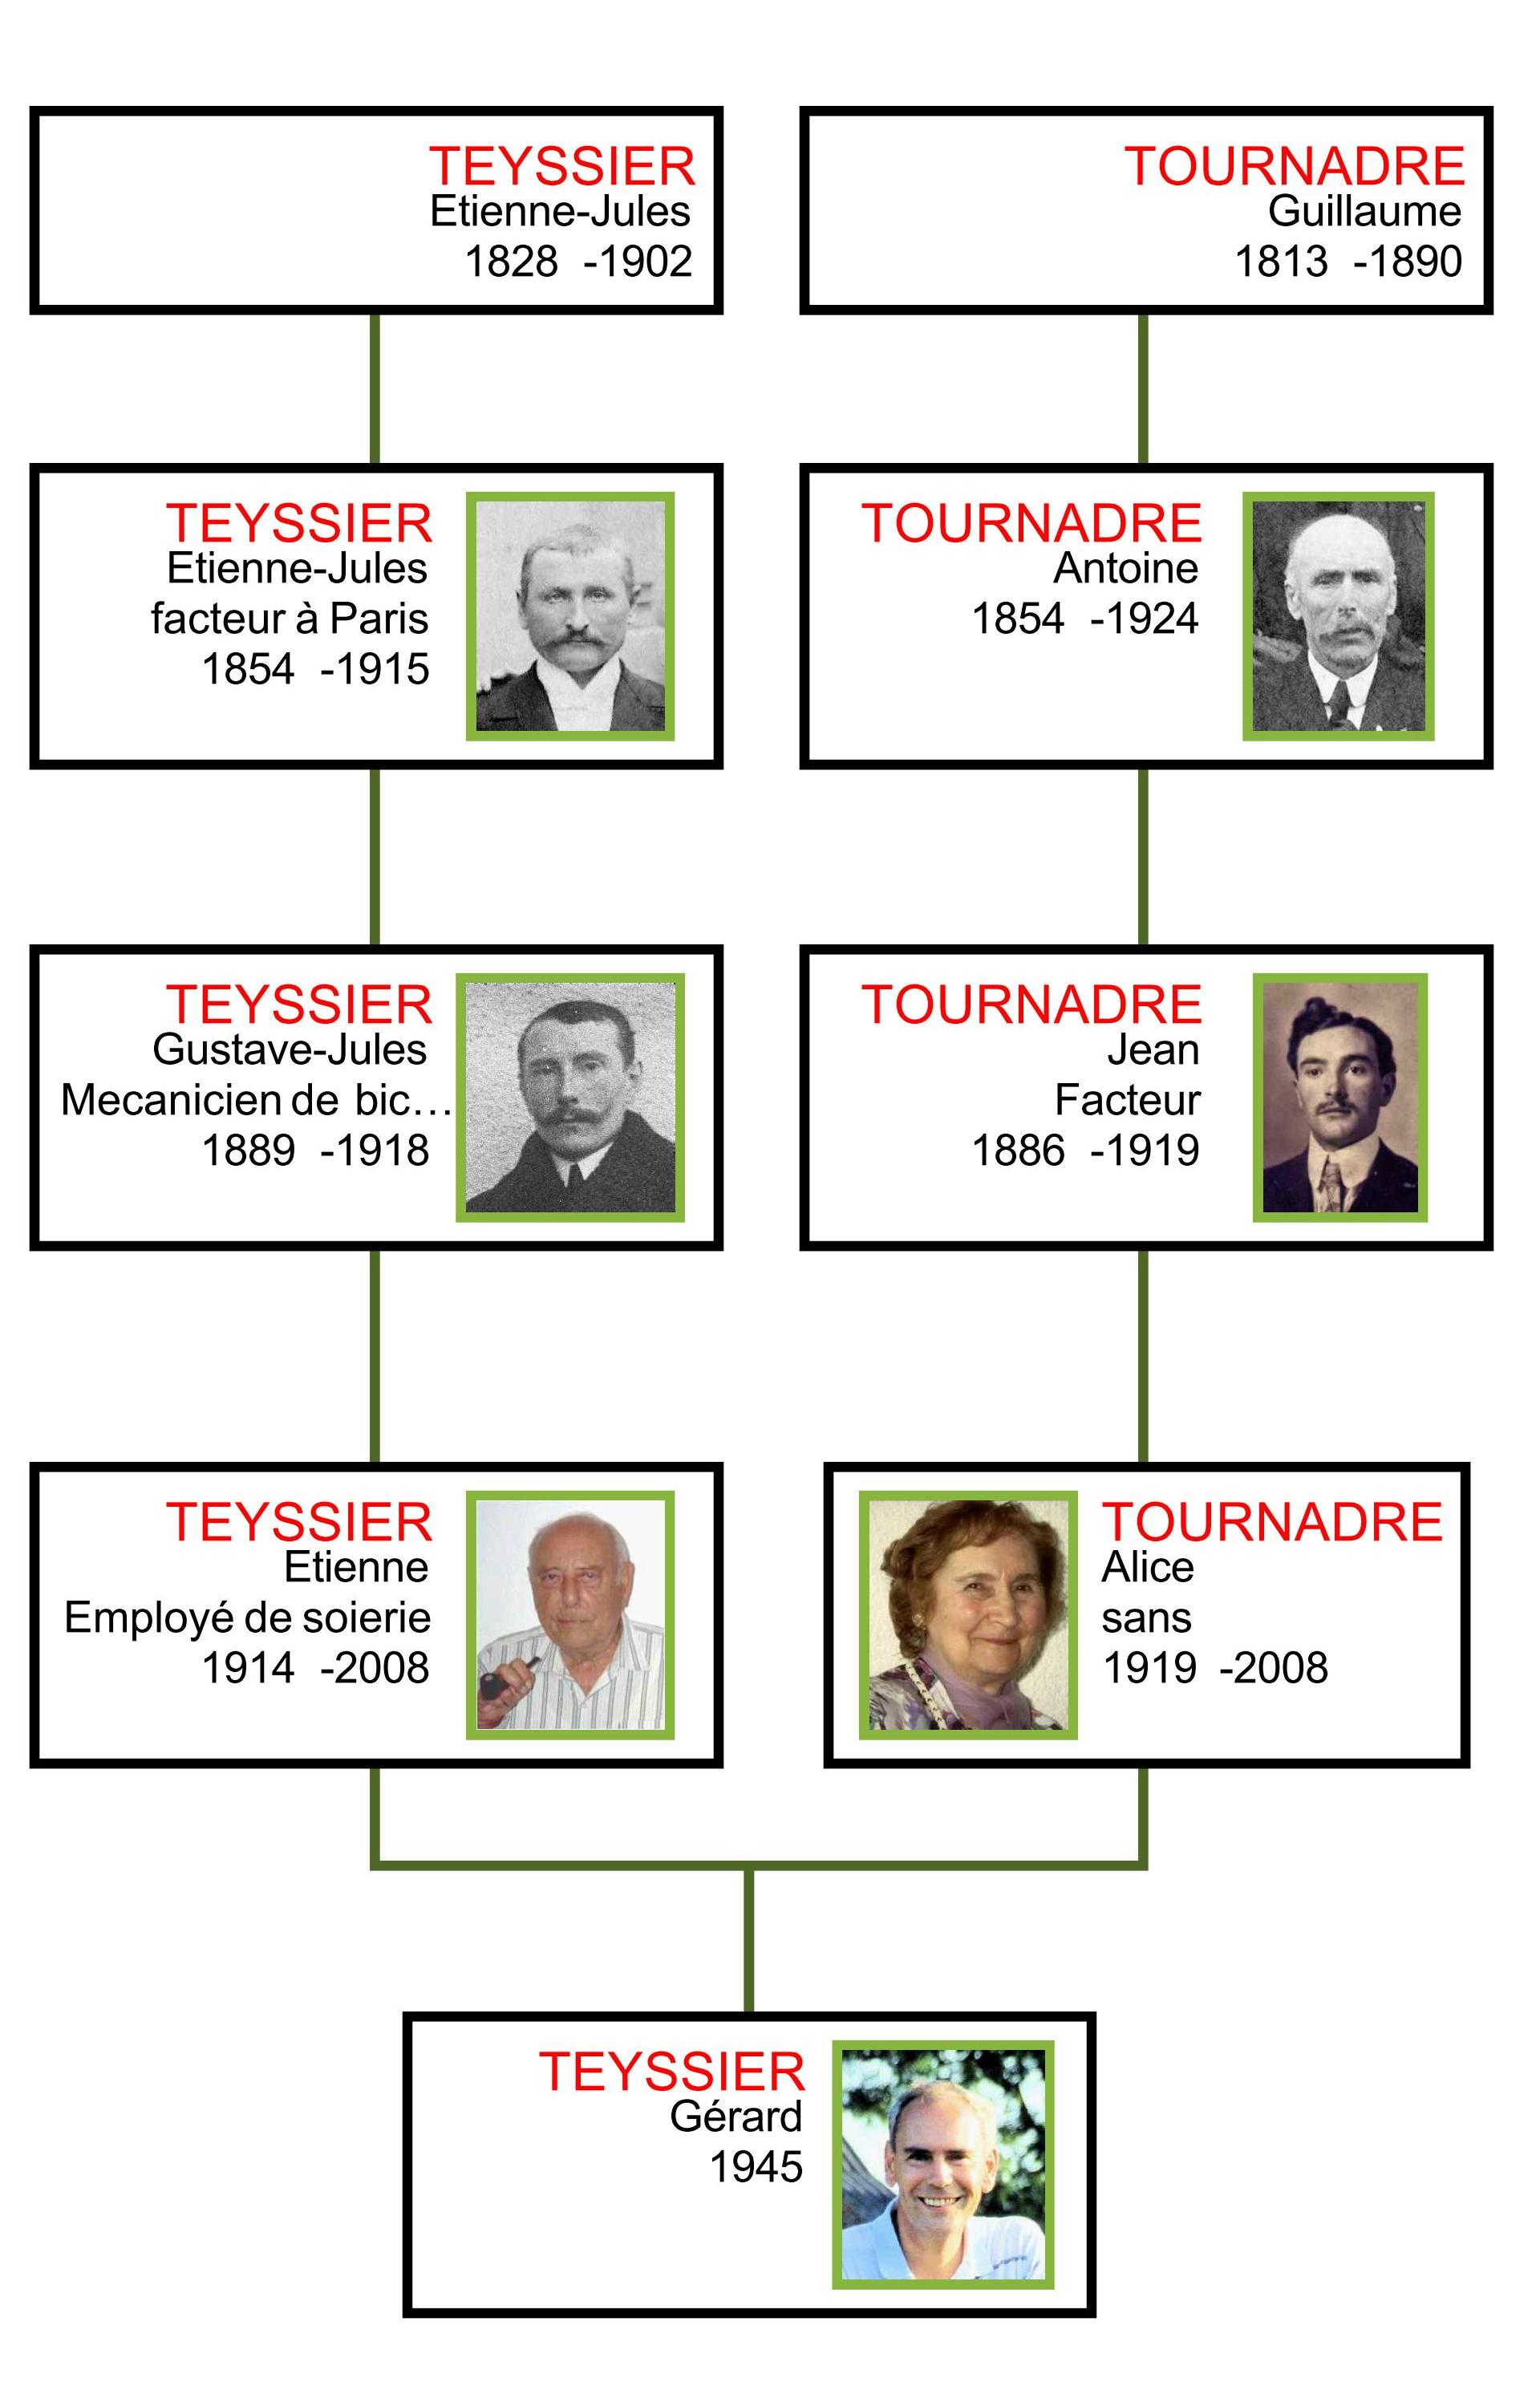 TEYSSIER
Etienne-Jules
1828 -1902
TOURNADRE
Guillaume
1813 -1890
TEYSSIER
Etienne-Jules
facteur à Paris
1854 -1915
TOURNADRE
Antoine
1854 -1924
TEYSSIER
Gustave-Jules
Mecanicien de bic...
1889 -1918
TOURNADRE
Jean
Facteur
1886 -1919
TEYSSIER
Etienne
Employé de soierie
1914 -2008
TOURNADRE
Alice
sans
1919 -2008
TEYSSIER
Gérard
1945